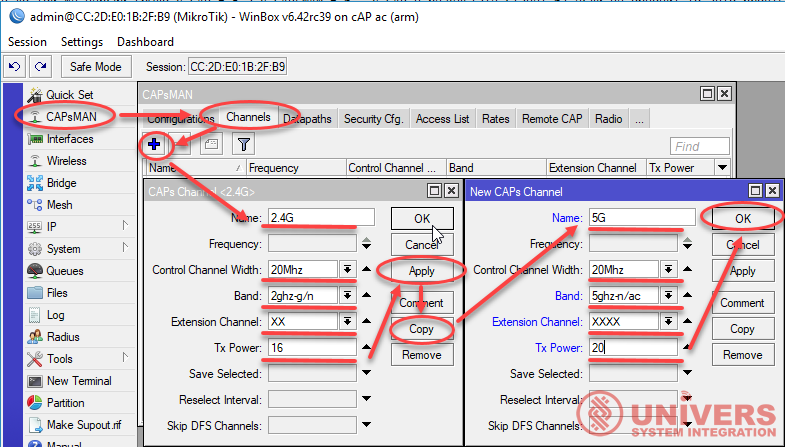 admin@CC:2D:E0:1B:2F:B9 (MikroTik) - WinBox v6.42rc39 on cAP ac (arm)
Session Settings Dashboard
Safe Mode Session: CC:2D:E0:1B:2F:B9
Quick Set
CAPsMAN
Interfaces
Wireless
Bridge
Mesh
IP
System
Queues
Files
Log
Radius
Tools
New Terminal
Partition
Make Supout.rif
Manual
CAPsMAN
Configurations Channels Datapaths Security Cfg. Access List Rates Remote CAP Radio ...
Find
Name Frequency Control Channel ... Band Extension Channel Tx Power
CAPs Channel <2.4G>
Name: 2.4G OK
Frequency: Cancel
Control Channel Width: 20Mhz Apply
Band: 2ghz-g/n Comment
Extension Channel: XX Copy
Tx Power: 16 Remove
Save Selected:
Reselect Interval:
Skip DFS Channels:
New CAPs Channel
Name: 5G OK
Frequency: Cancel
Control Channel Width: 20Mhz Apply
Band: 5ghz-n/ac Comment
Extension Channel: XXXX Copy
Tx Power: 20 Remove
Save Selected:
Reselect Interval:
Skip DFS Channels:
UNIVERS
SYSTEM INTEGRATION